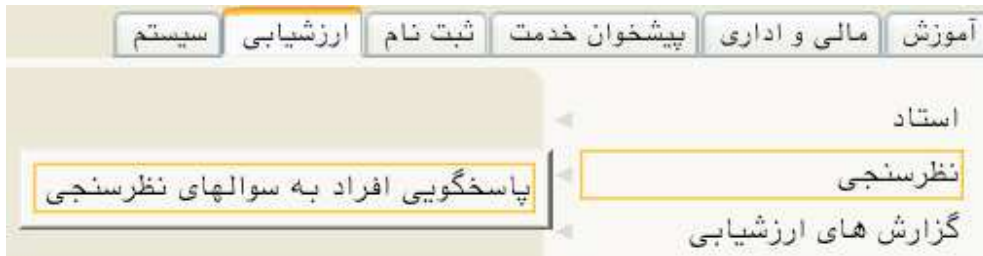 آموزش مالی و اداری پیشخوان خدمت ثبت نام ارزشیابی سیستم
استاد
نظرسنجی
پاسخگویی افراد به سوالهای نظرسنجی
گزارش های ارزشیابی